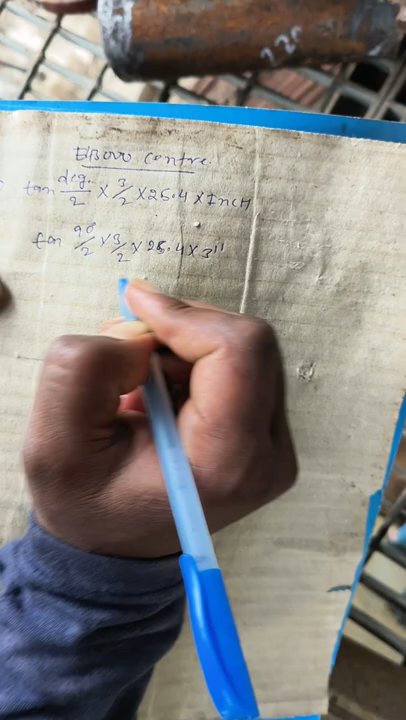 Elbow centre
tan deg./2 × 3/2 × 25.4 × IncH
tan 90/2 × 3/2 × 25.4 × 3"